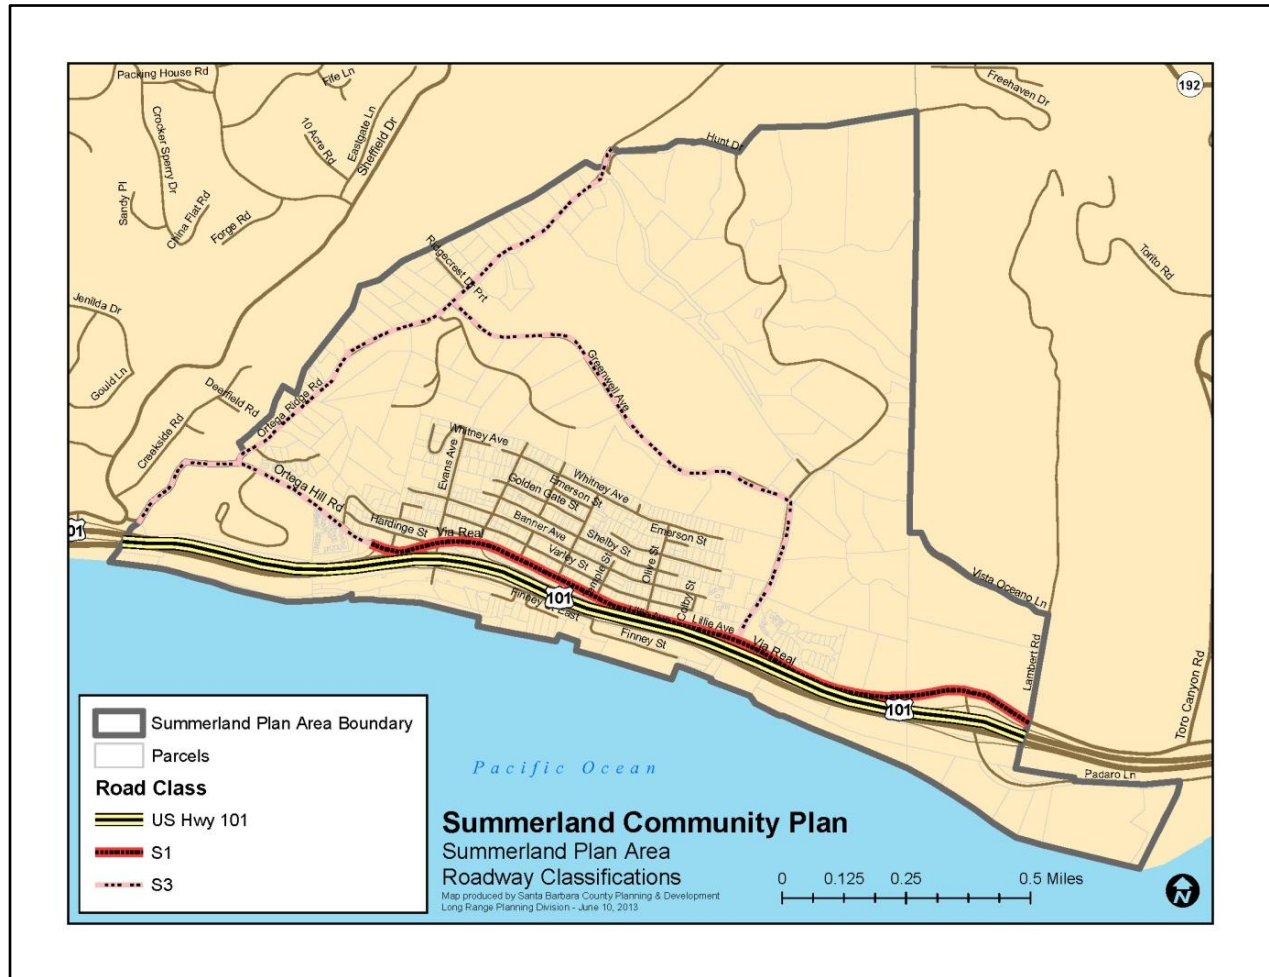 Packing House Rd
Fife Ln
Freehaven Dr
192
Crocker Sperry Dr
10 Acre Rd
Eastgate Ln
Sheffield Dr
Hunt Dr
Sandy Pl
China Flat Rd
Forge Rd
Ridgecrest Dr Prt
Torito Rd
Jenilda Dr
Gould Ln
Deerfield Rd
Creekside Rd
Ortega Ridge Rd
Greenwell Ave
Whitney Ave
Evans Ave
Ortega Hill Rd
Whitney Ave
Emerson St
Golden Gate St
Hardinge St
Via Real
Banner Ave
Shelby St
Emerson St
Varley St
Olive St
Colby St
01
101
Finney St
Lillie Ave
Via Real
Vista Oceano Ln
Lambert Rd
Toro Canyon Rd
101
Padaro Ln
Summerland Plan Area Boundary
Parcels
Road Class
US Hwy 101
S1
S3
Pacific Ocean
Summerland Community Plan
Summerland Plan Area
Roadway Classifications
Map produced by Santa Barbara County Planning & Development
Long Range Planning Division - June 10, 2013
0 0.125 0.25 0.5 Miles
N